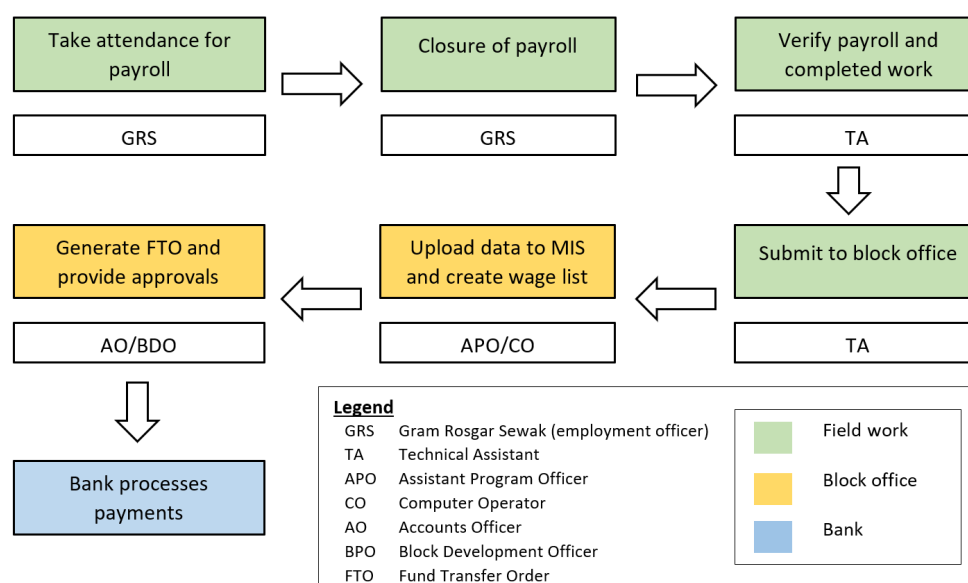 Take attendance for
payroll
Closure of payroll
Verify payroll and
completed work
GRS
GRS
TA
Generate FTO and
provide approvals
Upload data to MIS
and create wage list
Submit to block office
AO/BDO
APO/CO
TA
Bank processes
payments
Legend
GRS Gram Rosgar Sewak (employment officer)
TA Technical Assistant
APO Assistant Program Officer
CO Computer Operator
AO Accounts Officer
BPO Block Development Officer
FTO Fund Transfer Order
Field work
Block office
Bank